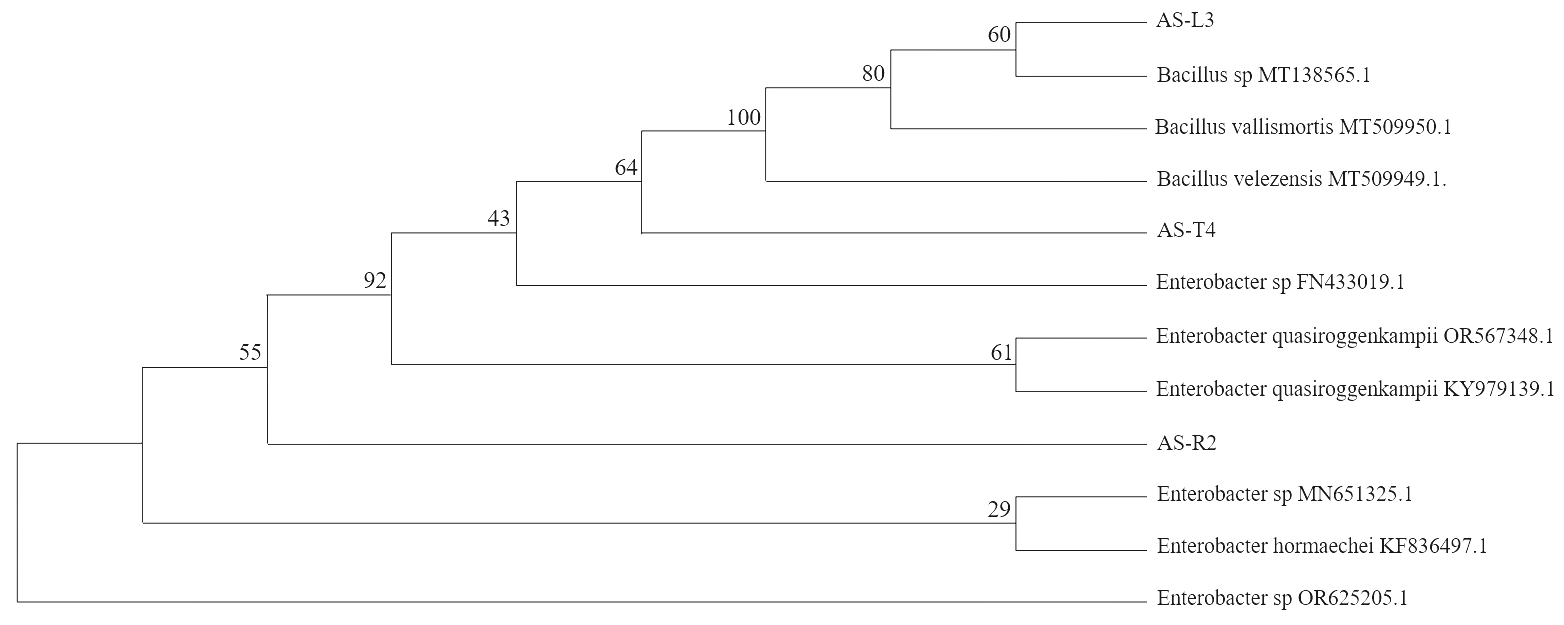 AS-L3
60
Bacillus sp MT138565.1
80
Bacillus vallismortis MT509950.1
100
Bacillus velezensis MT509949.1.
64
AS-T4
43
Enterobacter sp FN433019.1
92
Enterobacter quasiroggenkampii OR567348.1
61
55
Enterobacter quasiroggenkampii KY979139.1
AS-R2
Enterobacter sp MN651325.1
29
Enterobacter hormaechei KF836497.1
Enterobacter sp OR625205.1